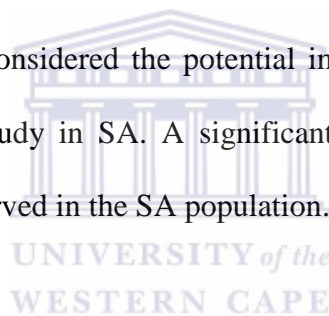 onsidered the potential in
udy in SA. A significant
rved in the SA population.
UNIVERSITY of the
WESTERN CAPE